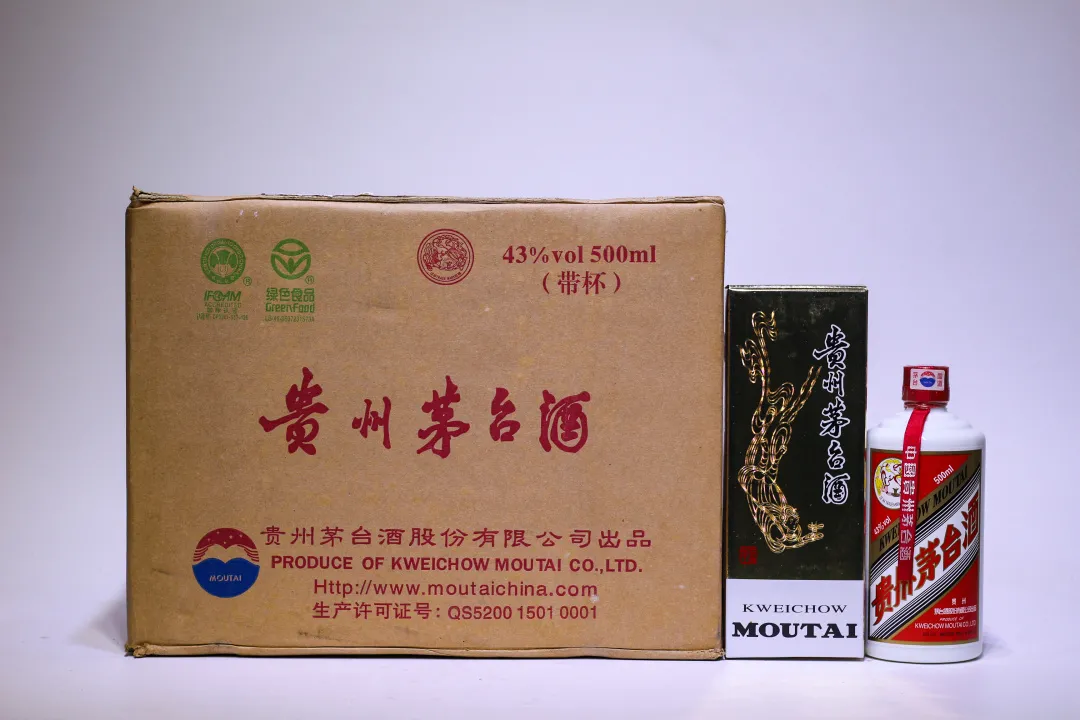 43%vol 500ml
（带杯）
绿色食品
GreenFood
贵州茅台酒
MOUTAI
贵州茅台酒股份有限公司出品
PRODUCE OF KWEICHOW MOUTAI CO.,LTD.
Http://www.moutaichina.com
生产许可证号：QS5200 1501 0001
贵州茅台酒
KWEICHOW
MOUTAI
中国贵州茅台酒
500ml
43%vol
KWEICHOW MOUTAI
贵州茅台酒
PRODUCE OF
KWEICHOW MOUTAI CO., LTD.